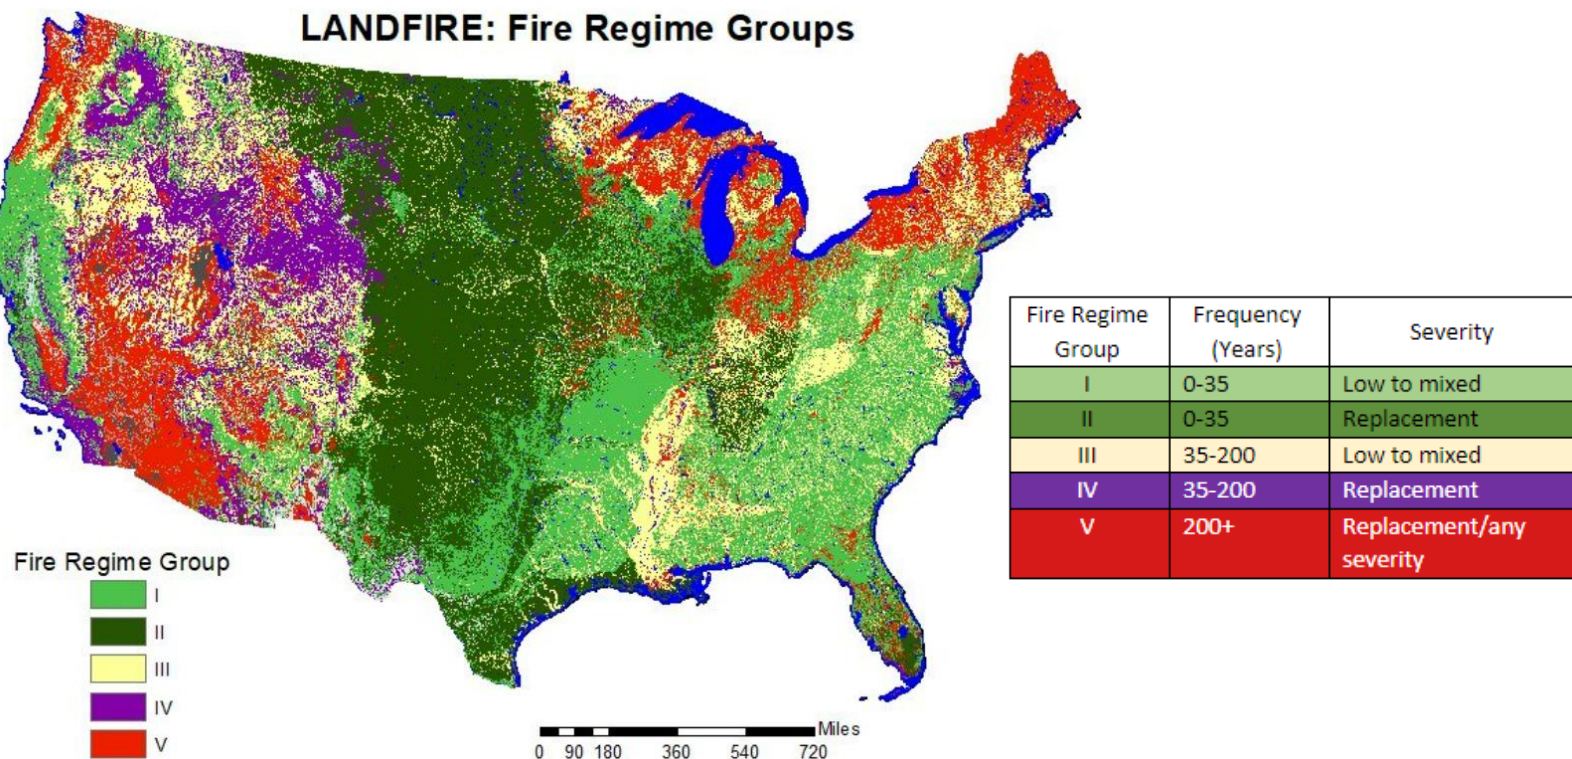 LANDFIRE: Fire Regime Groups
Fire Regime Group
I
II
III
IV
V
Miles
0 90 180 360 540 720
Fire Regime Frequency Severity
Group (Years)
I 0-35 Low to mixed
II 0-35 Replacement
III 35-200 Low to mixed
IV 35-200 Replacement
V 200+ Replacement/any
severity